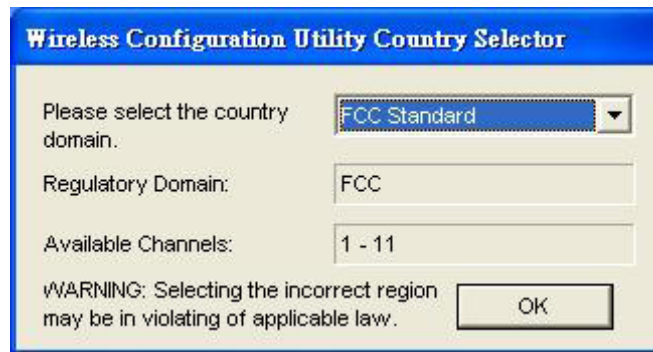 Wireless Configuration Utility Country Selector
Please select the country
domain.
FCC Standard
Regulatory Domain:
FCC
Available Channels:
1 - 11
WARNING: Selecting the incorrect region
may be in violating of applicable law.
OK